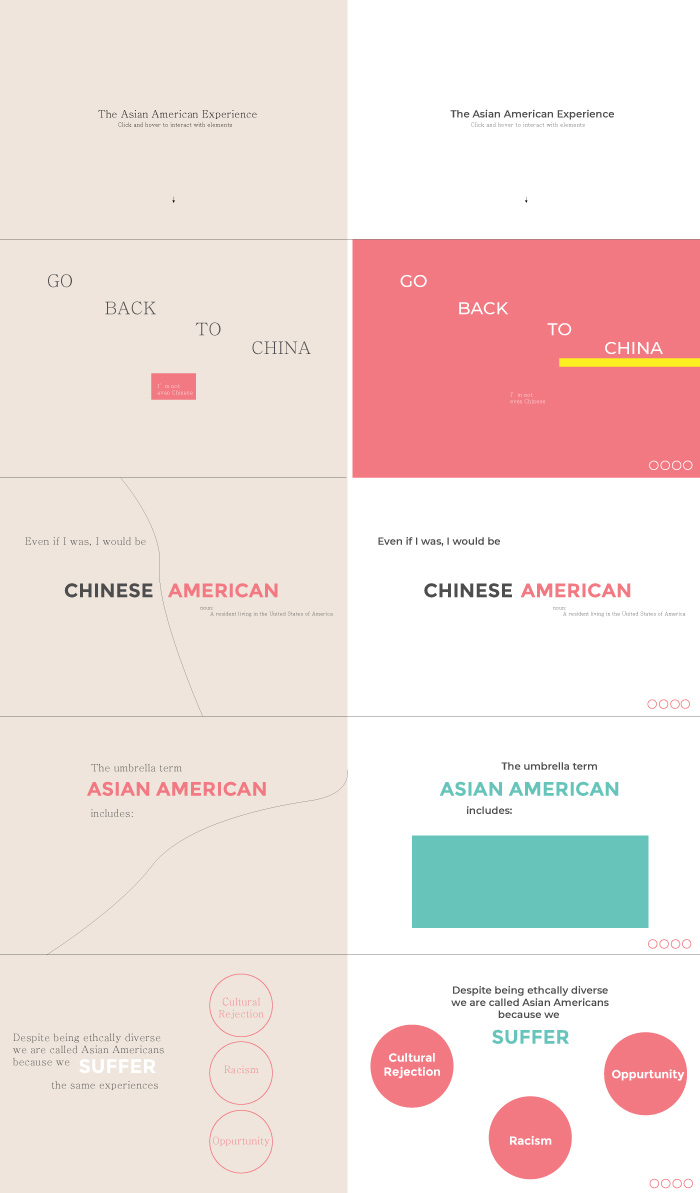 The Asian American Experience
Click and hover to interact with elements
The Asian American Experience
Click and hover to interact with elements
GO
BACK
TO
CHINA
I'm not
even Chinese
GO
BACK
TO
CHINA
I'm not
even Chinese
Even if I was, I would be
CHINESE AMERICAN
noun:
A resident living in the United States of America
Even if I was, I would be
CHINESE AMERICAN
noun:
A resident living in the United States of America
The umbrella term
ASIAN AMERICAN
includes:
The umbrella term
ASIAN AMERICAN
includes:
Despite being ethcally diverse
we are called Asian Americans
because we SUFFER
the same experiences
Cultural
Rejection
Racism
Oppurtunity
Despite being ethcally diverse
we are called Asian Americans
because we
SUFFER
Cultural
Rejection
Oppurtunity
Racism